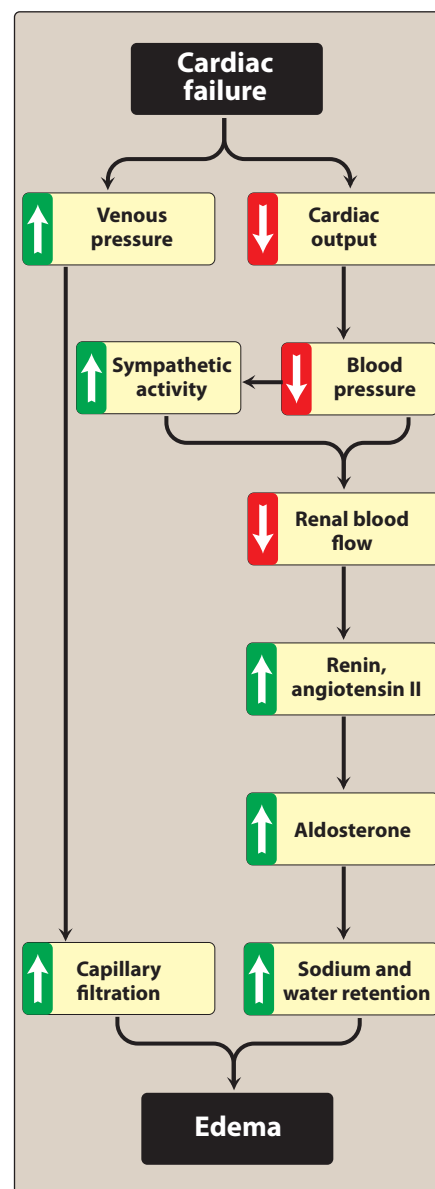 Cardiac
failure
Venous
pressure
Cardiac
output
Sympathetic
activity
Blood
pressure
Renal blood
flow
Renin,
angiotensin II
Aldosterone
Capillary
filtration
Sodium and
water retention
Edema